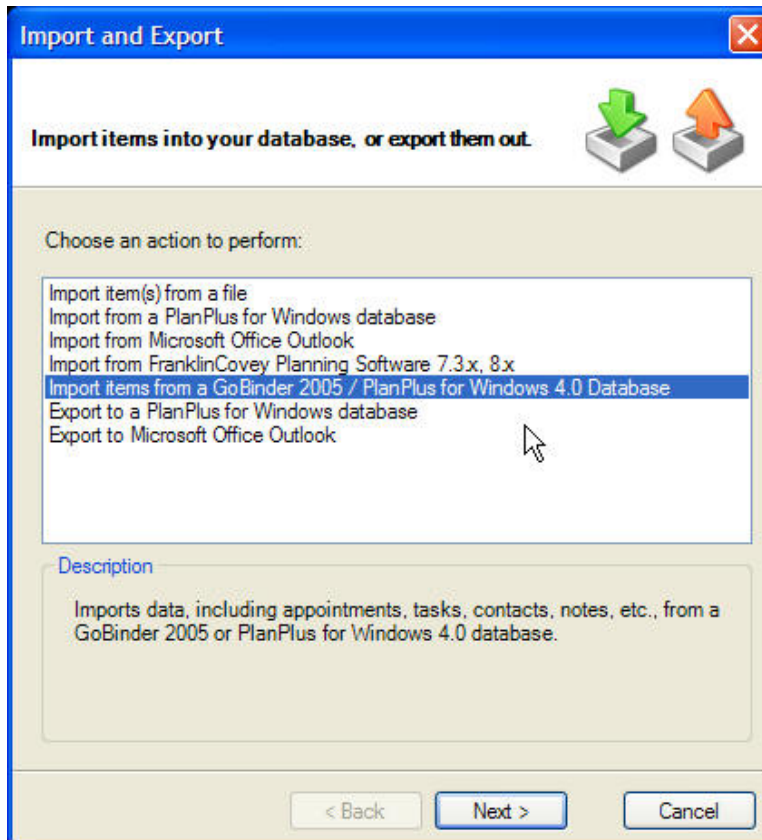 Import and Export
Import items into your database, or export them out.
Choose an action to perform:
Import item(s) from a file
Import from a PlanPlus for Windows database
Import from Microsoft Office Outlook
Import from FranklinCovey Planning Software 7.3.x, 8.x
Import items from a GoBinder 2005 / PlanPlus for Windows 4.0 Database
Export to a PlanPlus for Windows database
Export to Microsoft Office Outlook
Description
Imports data, including appointments, tasks, contacts, notes, etc., from a
GoBinder 2005 or PlanPlus for Windows 4.0 database.
< Back
Next >
Cancel